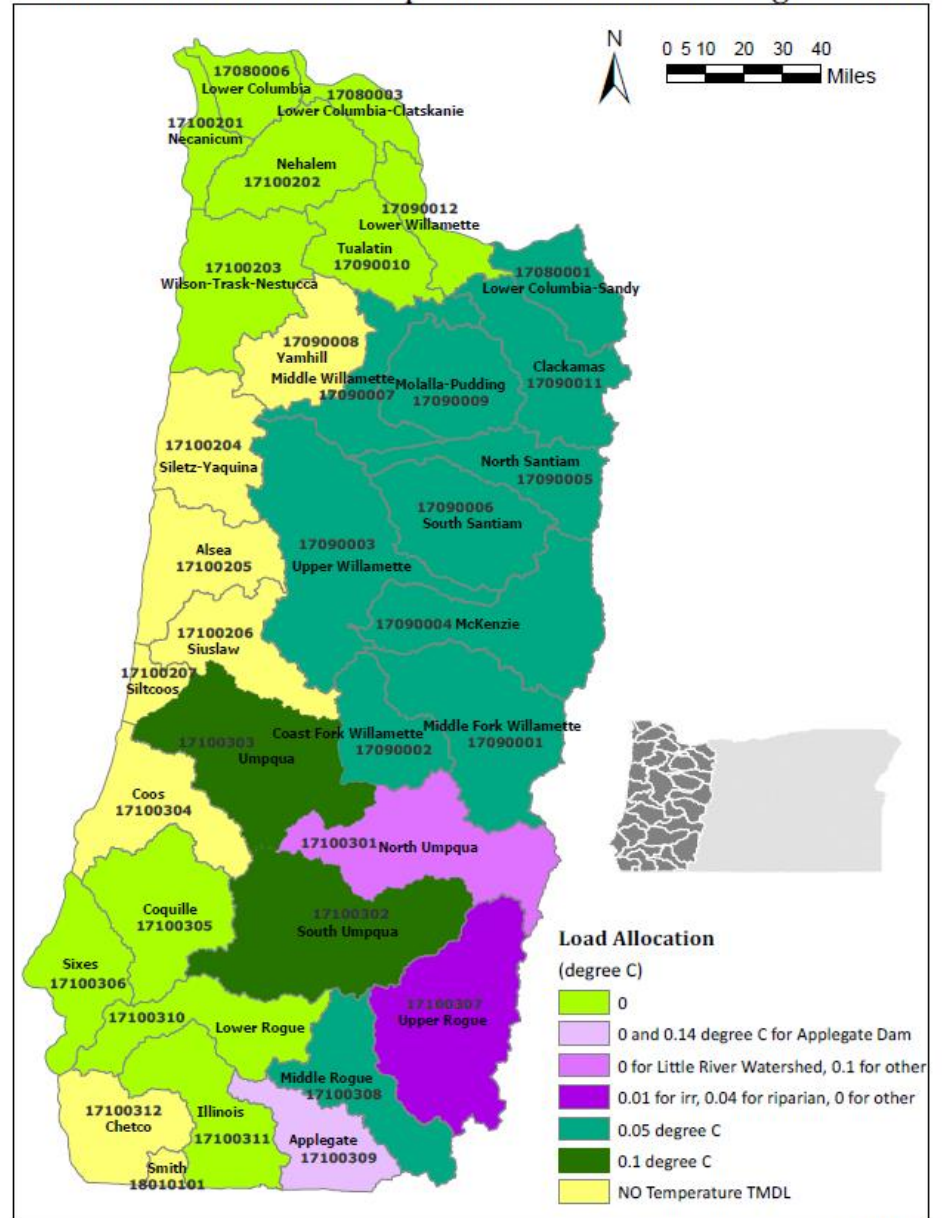 N
0 5 10 20 30 40
Miles
17080006
Lower Columbia
17080003
Lower Columbia-Clatskanie
17100201
Necanicum
Nehalem
17100202
17090012
Lower Willamette
Tualatin
17090010
17100203
Wilson-Trask-Nestucca
17080001
Lower Columbia-Sandy
17090008
Yamhill
Middle Willamette
17090007
Molalla-Pudding
17090009
Clackamas
17090011
17100204
Siletz-Yaquina
North Santiam
17090005
17090006
South Santiam
17090003
Upper Willamette
Alsea
17100205
17090004 McKenzie
17100206
Siuslaw
17100207
Siltcoos
17100303
Umpqua
Coast Fork Willamette
17090002
Middle Fork Willamette
17090001
Coos
17100304
17100301 North Umpqua
Coquille
17100305
17100302
South Umpqua
Sixes
17100306
17100307
Upper Rogue
17100310
Lower Rogue
Middle Rogue
17100308
17100312
Chetco
Illinois
17100311
Applegate
17100309
Smith
18010101
Load Allocation
(degree C)
0
0 and 0.14 degree C for Applegate Dam
0 for Little River Watershed, 0.1 for other
0.01 for irr, 0.04 for riparian, 0 for other
0.05 degree C
0.1 degree C
NO Temperature TMDL